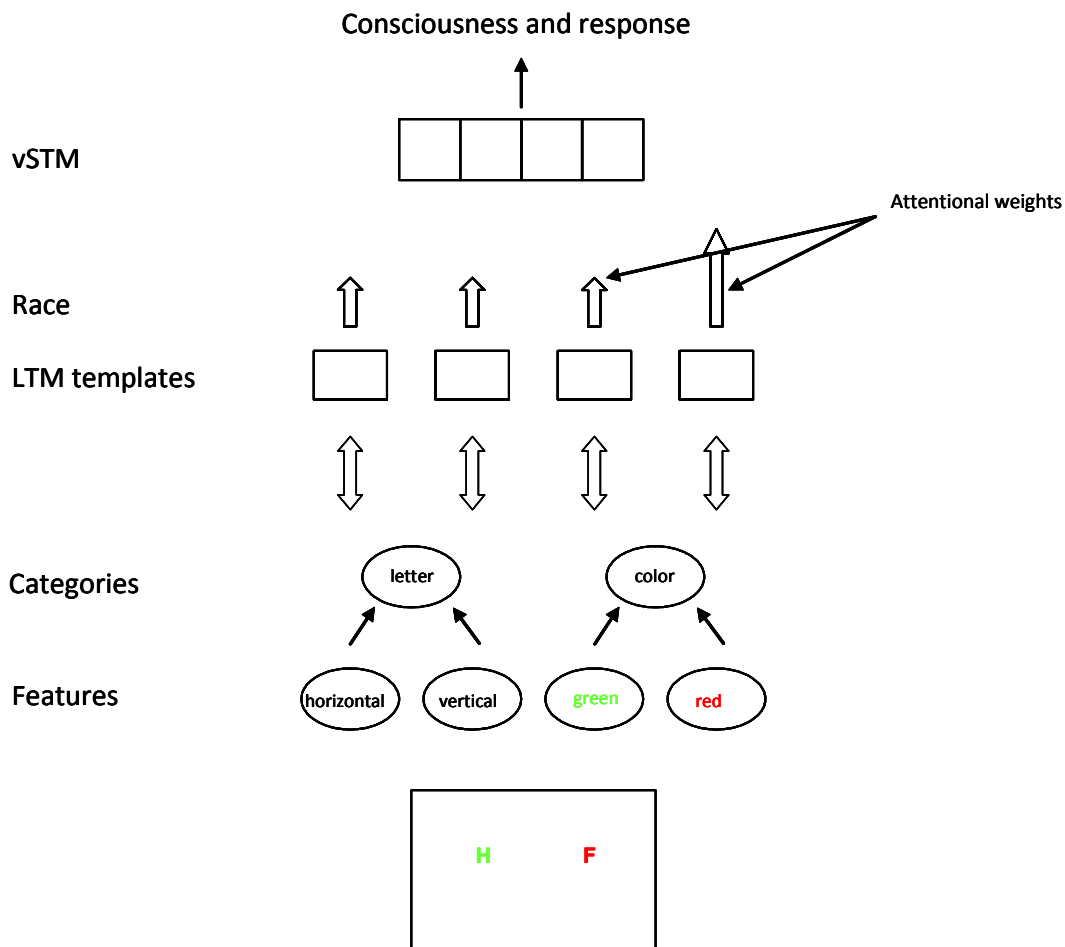 Consciousness and response
vSTM
Attentional weights
Race
LTM templates
Categories
letter
color
Features
horizontal
vertical
green
red
H
F